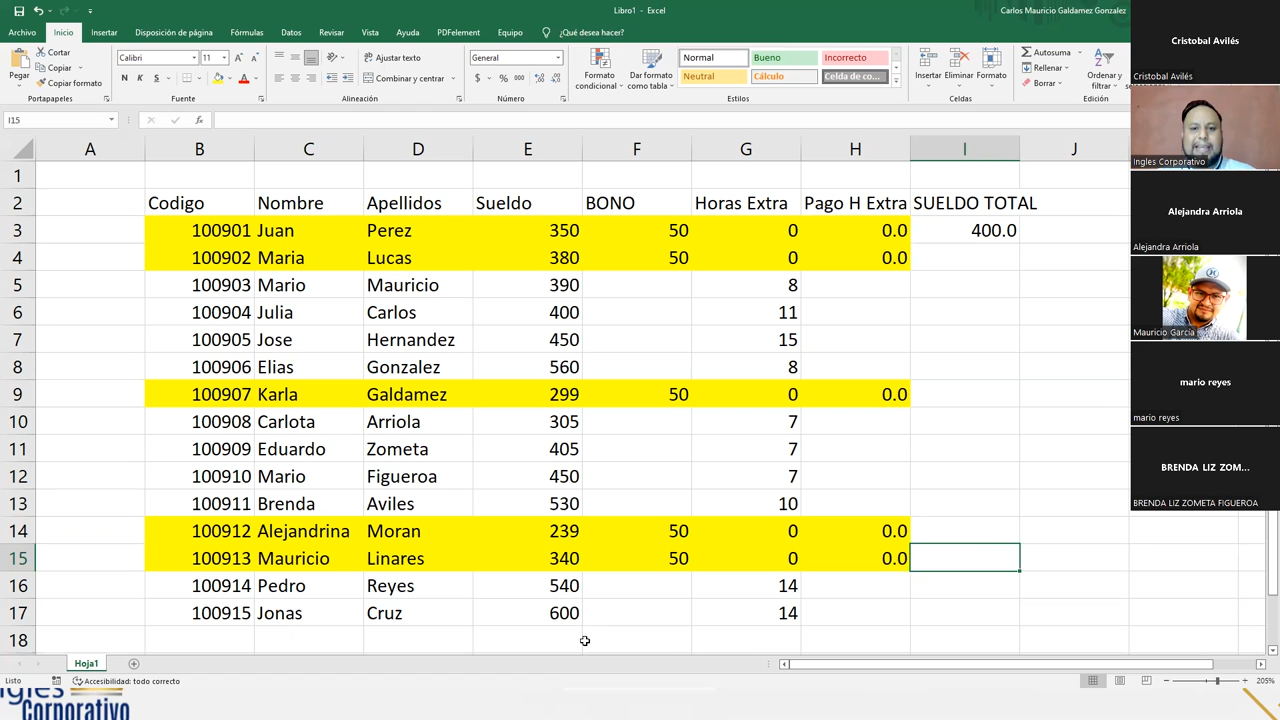 Libro1 - Excel
Carlos Mauricio Galdamez Gonzalez
Archivo Inicio Insertar Disposición de página Fórmulas Datos Revisar Vista Ayuda PDFelement Equipo ¿Qué desea hacer?
Pegar
Cortar
Copiar
Copiar formato
Portapapeles
Calibri 11
N K S
Fuente
Ajustar texto
Combinar y centrar
Alineación
General
$ % 000
Número
Formato condicional
Dar formato como tabla
Normal Bueno Incorrecto
Neutral Cálculo Celda de co...
Estilos
Insertar Eliminar Formato
Celdas
Autosuma
Rellenar
Borrar
Ordenar y filtrar
Edición
I15
fx
A B C D E F G H I J
1
2 Codigo Nombre Apellidos Sueldo BONO Horas Extra Pago H Extra SUELDO TOTAL
3 100901 Juan Perez 350 50 0 0.0 400.0
4 100902 Maria Lucas 380 50 0 0.0
5 100903 Mario Mauricio 390 8
6 100904 Julia Carlos 400 11
7 100905 Jose Hernandez 450 15
8 100906 Elias Gonzalez 560 8
9 100907 Karla Galdamez 299 50 0 0.0
10 100908 Carlota Arriola 305 7
11 100909 Eduardo Zometa 405 7
12 100910 Mario Figueroa 450 7
13 100911 Brenda Aviles 530 10
14 100912 Alejandrina Moran 239 50 0 0.0
15 100913 Mauricio Linares 340 50 0 0.0
16 100914 Pedro Reyes 540 14
17 100915 Jonas Cruz 600 14
18
Hoja1
Listo
Accesibilidad: todo correcto
205%
Ingles
Corporativo
Cristobal Avilés
Cristobal Avilés
Ingles Corporativo
Alejandra Arriola
Alejandra Arriola
Mauricio García
mario reyes
mario reyes
BRENDA LIZ ZOM...
BRENDA LIZ ZOMETA FIGUEROA